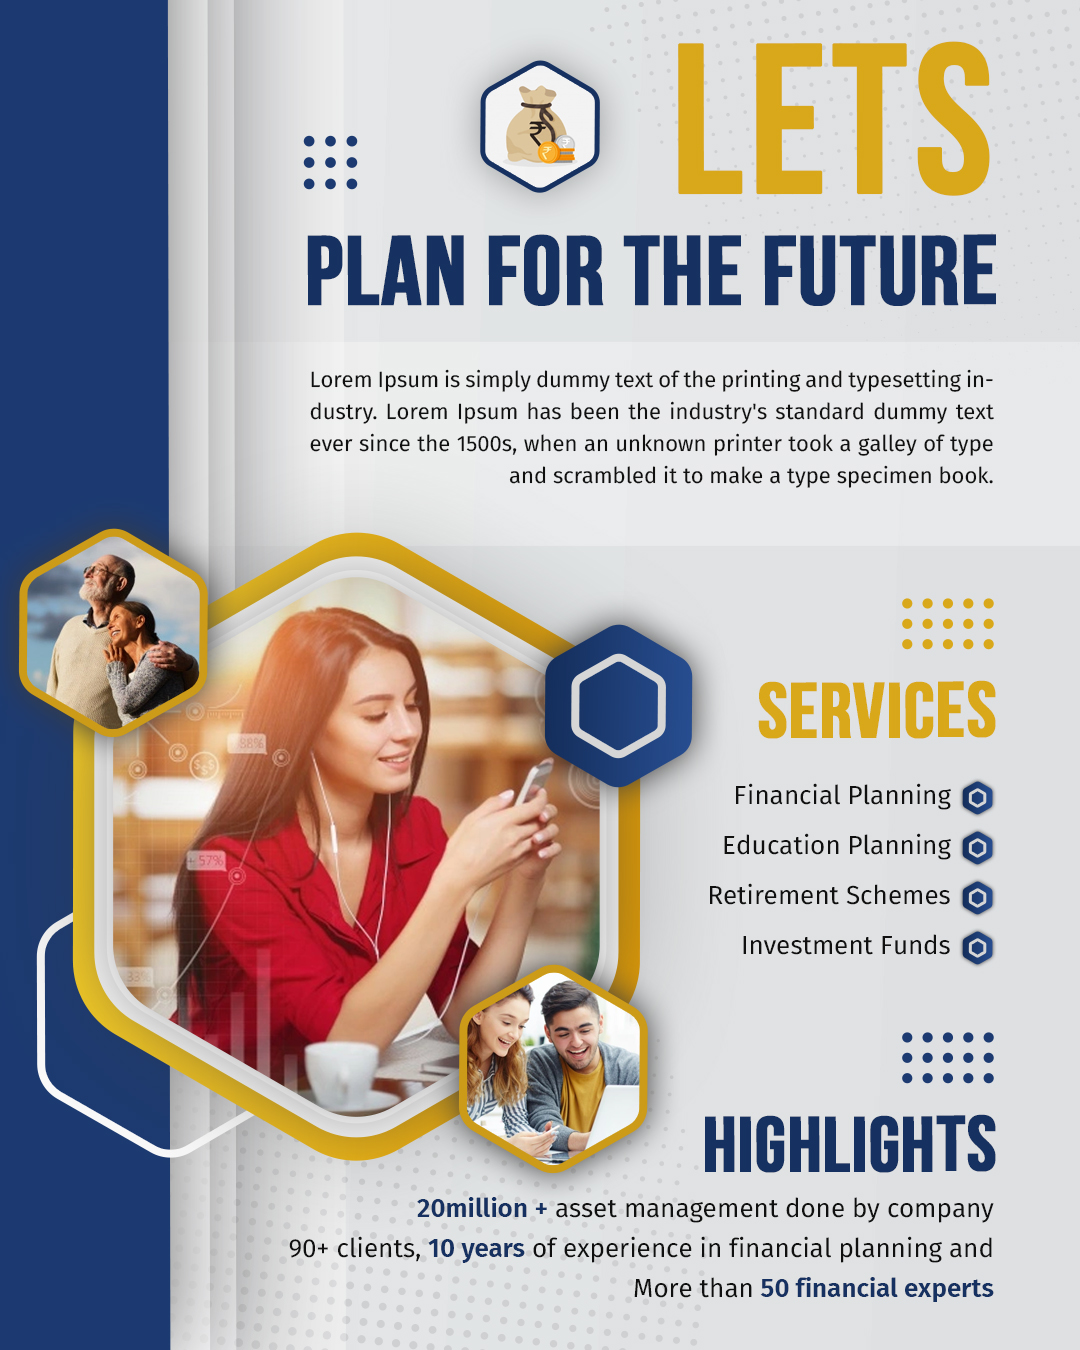 LETS
PLAN FOR THE FUTURE
Lorem Ipsum is simply dummy text of the printing and typesetting in-
dustry. Lorem Ipsum has been the industry's standard dummy text
ever since the 1500s, when an unknown printer took a galley of type
and scrambled it to make a type specimen book.
88%
+ 57%
33%
SERVICES
Financial Planning
Education Planning
Retirement Schemes
Investment Funds
HIGHLIGHTS
20million + asset management done by company
90+ clients, 10 years of experience in financial planning and
More than 50 financial experts